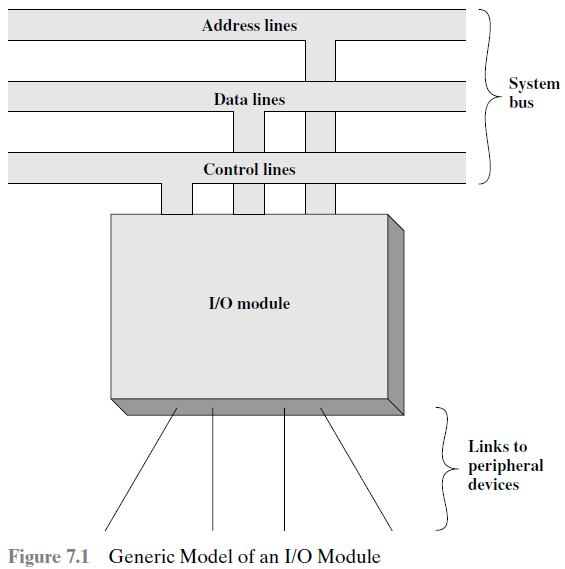 Address lines
Data lines
Control lines
System
bus
I/O module
Links to
peripheral
devices
Figure 7.1 Generic Model of an I/O Module